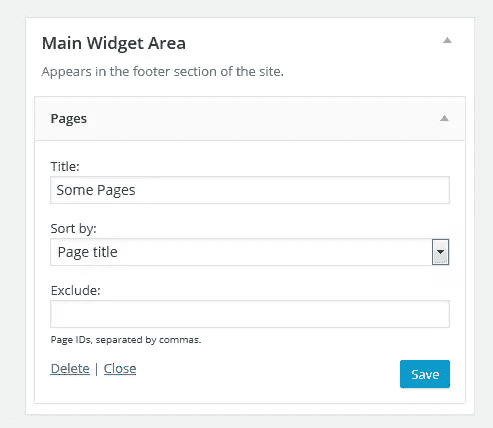 Main Widget Area
Appears in the footer section of the site.
Pages
Title:
Some Pages
Sort by:
Page title
Exclude:
Page IDs, separated by commas.
Delete | Close
Save